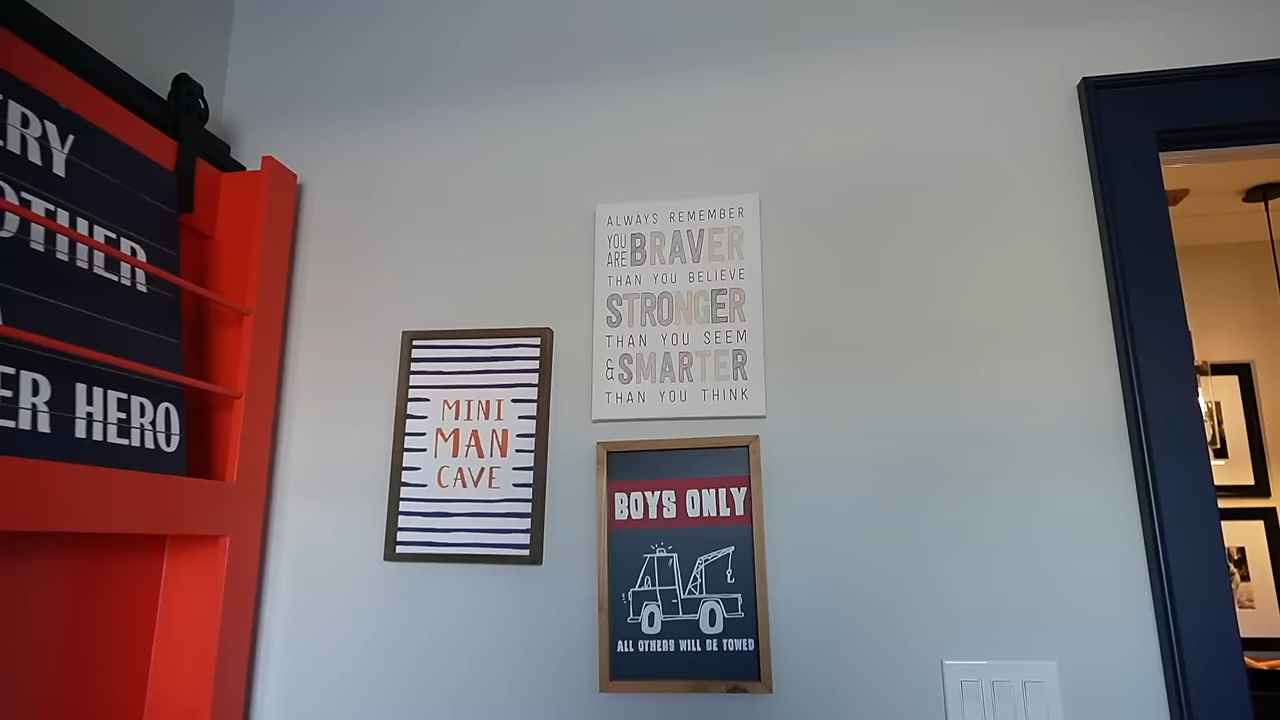 ERY
OTHER
ER HERO
MINI
MAN
CAVE
ALWAYS REMEMBER
YOU ARE BRAVER
THAN YOU BELIEVE
STRONGER
THAN YOU SEEM
& SMARTER
THAN YOU THINK
BOYS ONLY
ALL OTHERS WILL BE TOWED